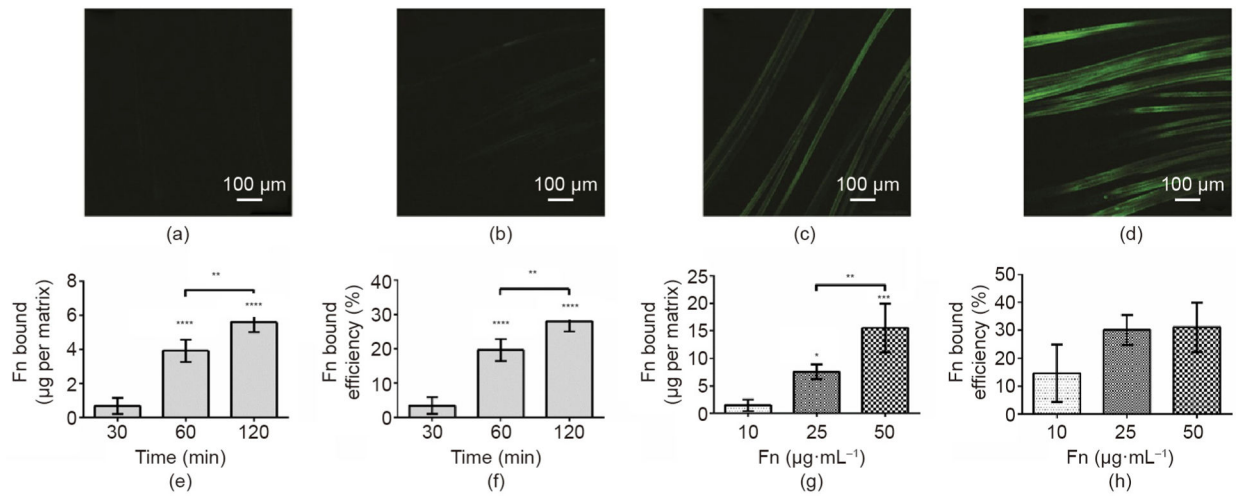 100 μm
100 μm
100 μm
100 μm
(a)
(b)
(c)
(d)
Fn bound
(μg per matrix)
8
6
4
2
0
**
****
****
30
60
120
Time (min)
(e)
Fn bound
efficiency (%)
40
30
20
10
0
**
****
****
30
60
120
Time (min)
(f)
Fn bound
(μg per matrix)
25
20
15
10
5
0
**
*
***
10
25
50
Fn (μg·mL⁻¹)
(g)
Fn bound
efficiency (%)
50
40
30
20
10
0
10
25
50
Fn (μg·mL⁻¹)
(h)